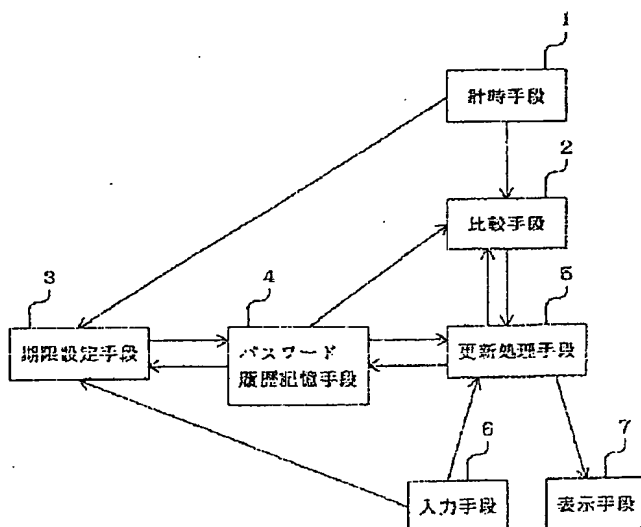 1
計時手段
2
比較手段
3
期限設定手段
4
パスワード
履歴記憶手段
5
更新処理手段
6
入力手段
7
表示手段